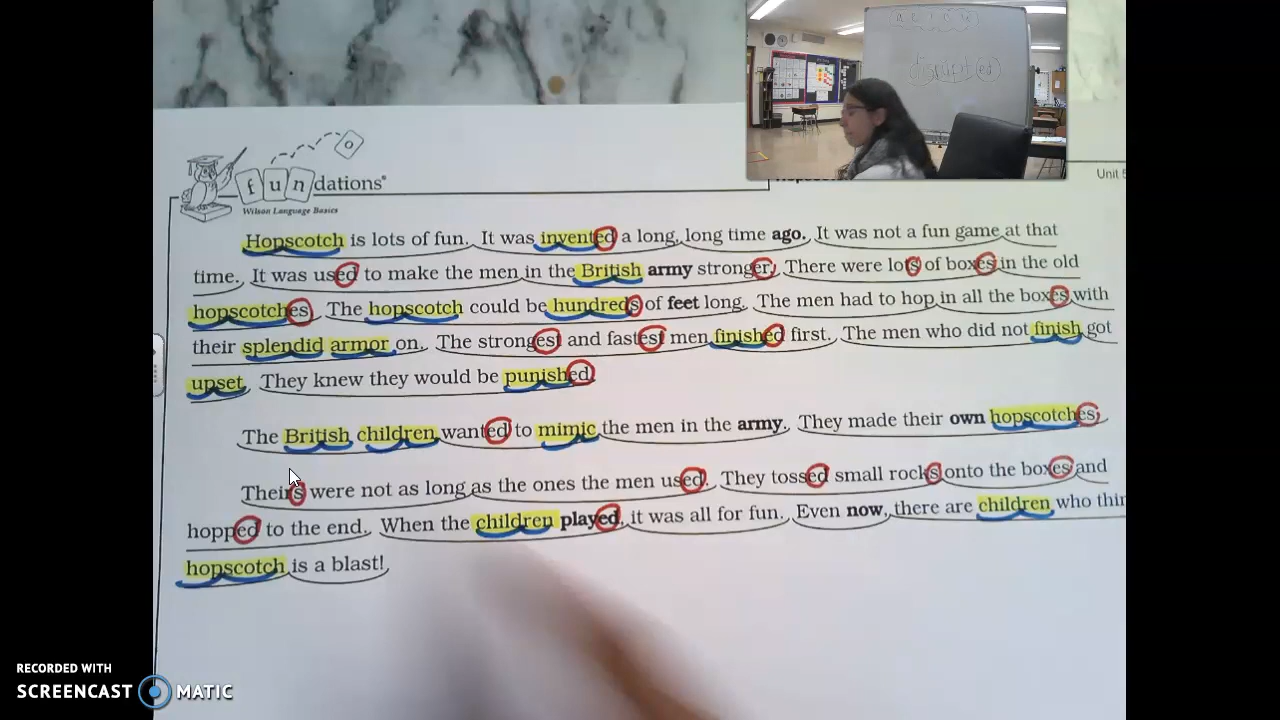 disrupt(ed)
fundations®
Wilson Language Basics
Unit 5
Hopscotch is lots of fun. It was invented a long, long time ago. It was not a fun game at that
time. It was used to make the men in the British army stronger. There were lots of boxes in the old
hopscotches. The hopscotch could be hundreds of feet long. The men had to hop in all the boxes with
their splendid armor on. The strongest and fastest men finished first. The men who did not finish got
upset. They knew they would be punished.
The British children wanted to mimic the men in the army. They made their own hopscotches.
Theirs were not as long as the ones the men used. They tossed small rocks onto the boxes and
hopped to the end. When the children played, it was all for fun. Even now, there are children who thin
hopscotch is a blast!
RECORDED WITH
SCREENCAST MATIC